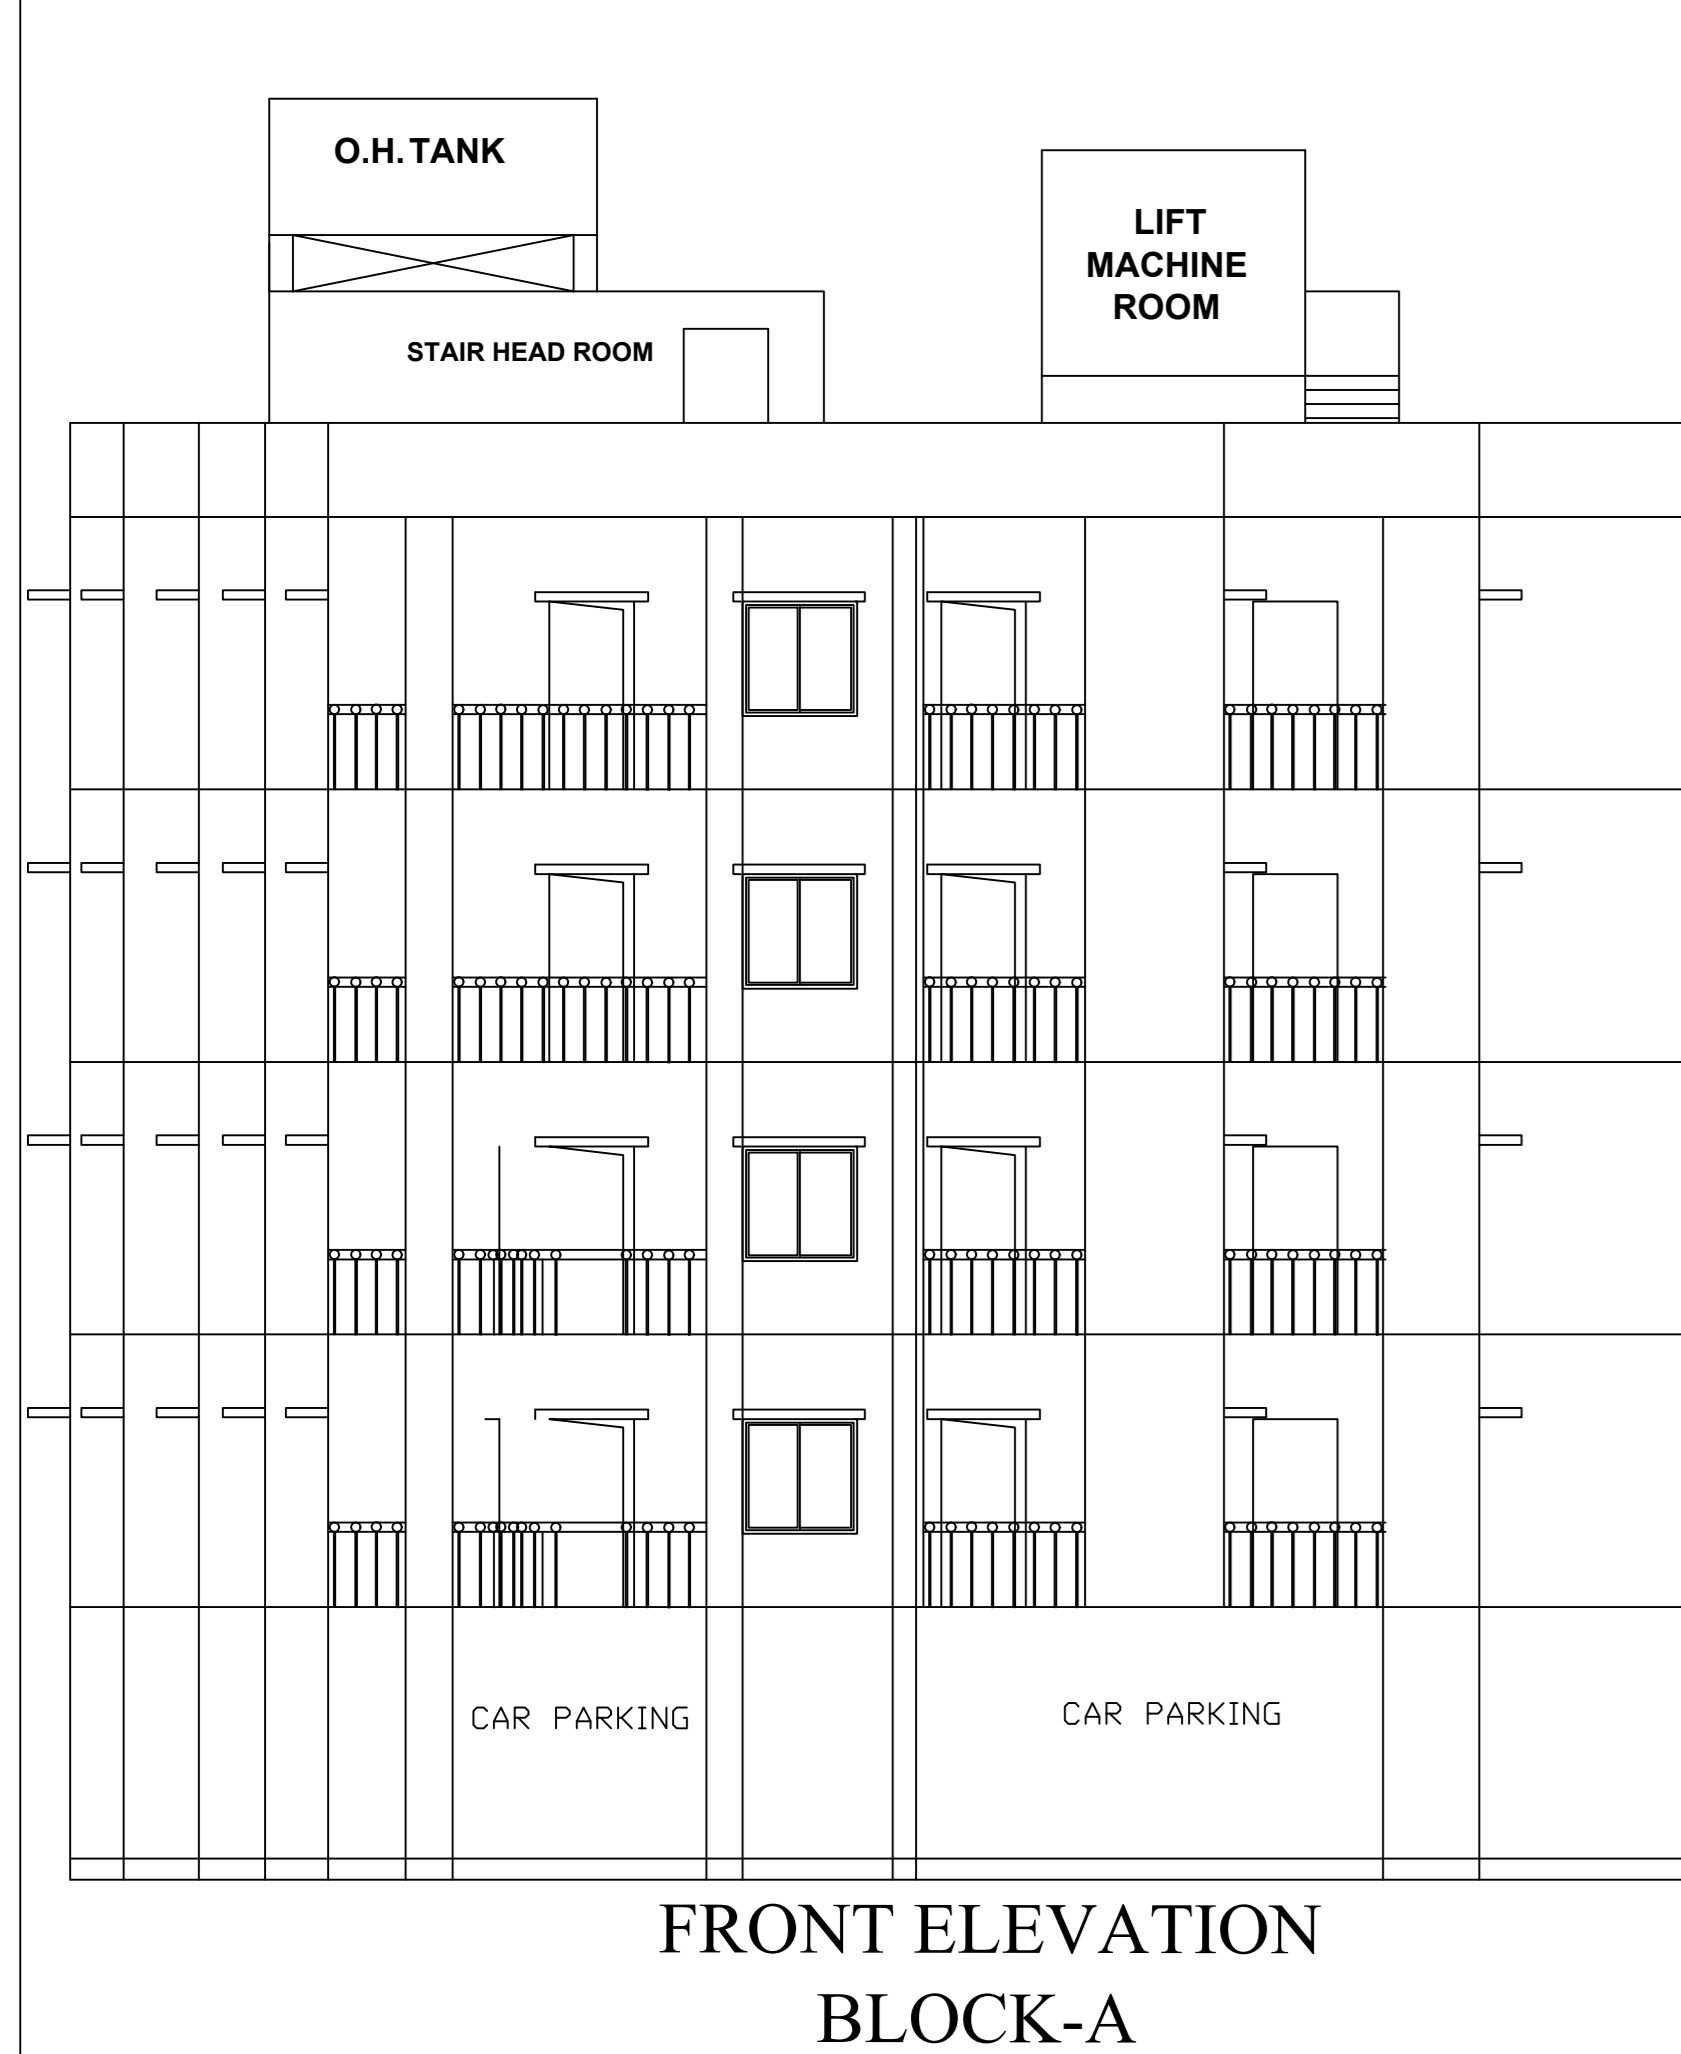 O.H. TANK
LIFT
MACHINE
ROOM
STAIR HEAD ROOM
CAR PARKING
CAR PARKING
FRONT ELEVATION
BLOCK-A